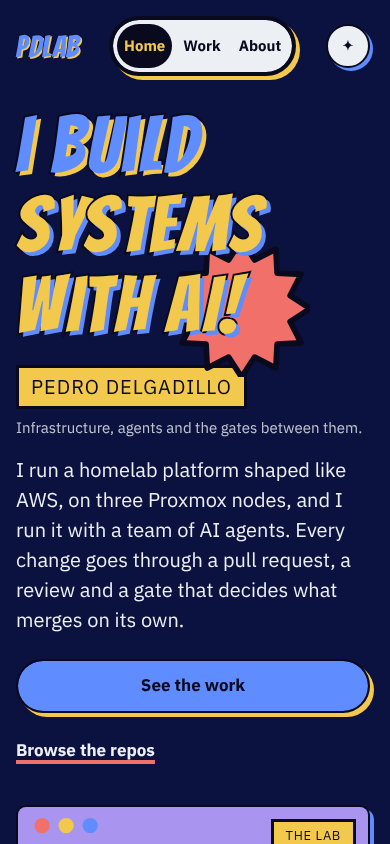 PDLAB
Home Work About
I BUILD
SYSTEMS
WITH AI!
PEDRO DELGADILLO
Infrastructure, agents and the gates between them.
I run a homelab platform shaped like
AWS, on three Proxmox nodes, and I
run it with a team of AI agents. Every
change goes through a pull request, a
review and a gate that decides what
merges on its own.
See the work
Browse the repos
THE LAB